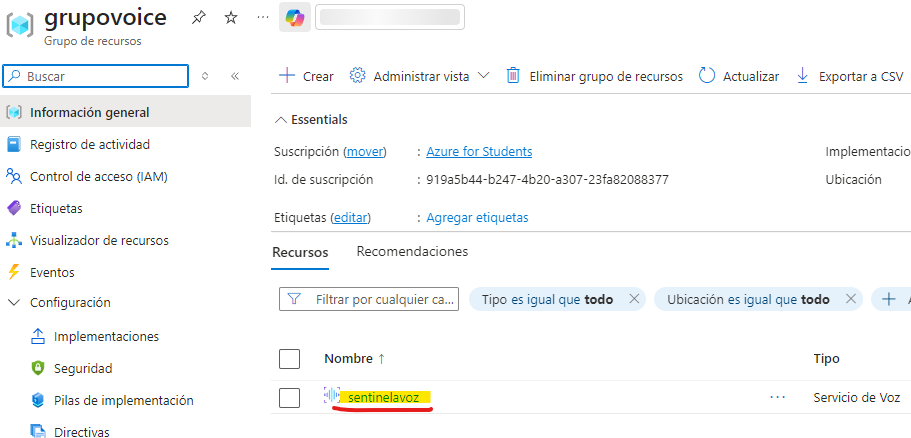 grupovoice
Grupo de recursos
Buscar
Información general
Registro de actividad
Control de acceso (IAM)
Etiquetas
Visualizador de recursos
Eventos
Configuración
Implementaciones
Seguridad
Pilas de implementación
Directivas
Crear Administrar vista Eliminar grupo de recursos Actualizar Exportar a CSV
Essentials
Suscripción (mover) : Azure for Students Implementacio
Id. de suscripción : 919a5b44-b247-4b20-a307-23fa82088377 Ubicación
Etiquetas (editar) : Agregar etiquetas
Recursos Recomendaciones
Filtrar por cualquier ca... Tipo es igual que todo Ubicación es igual que todo
Nombre ↑ Tipo
sentinelavoz ... Servicio de Voz